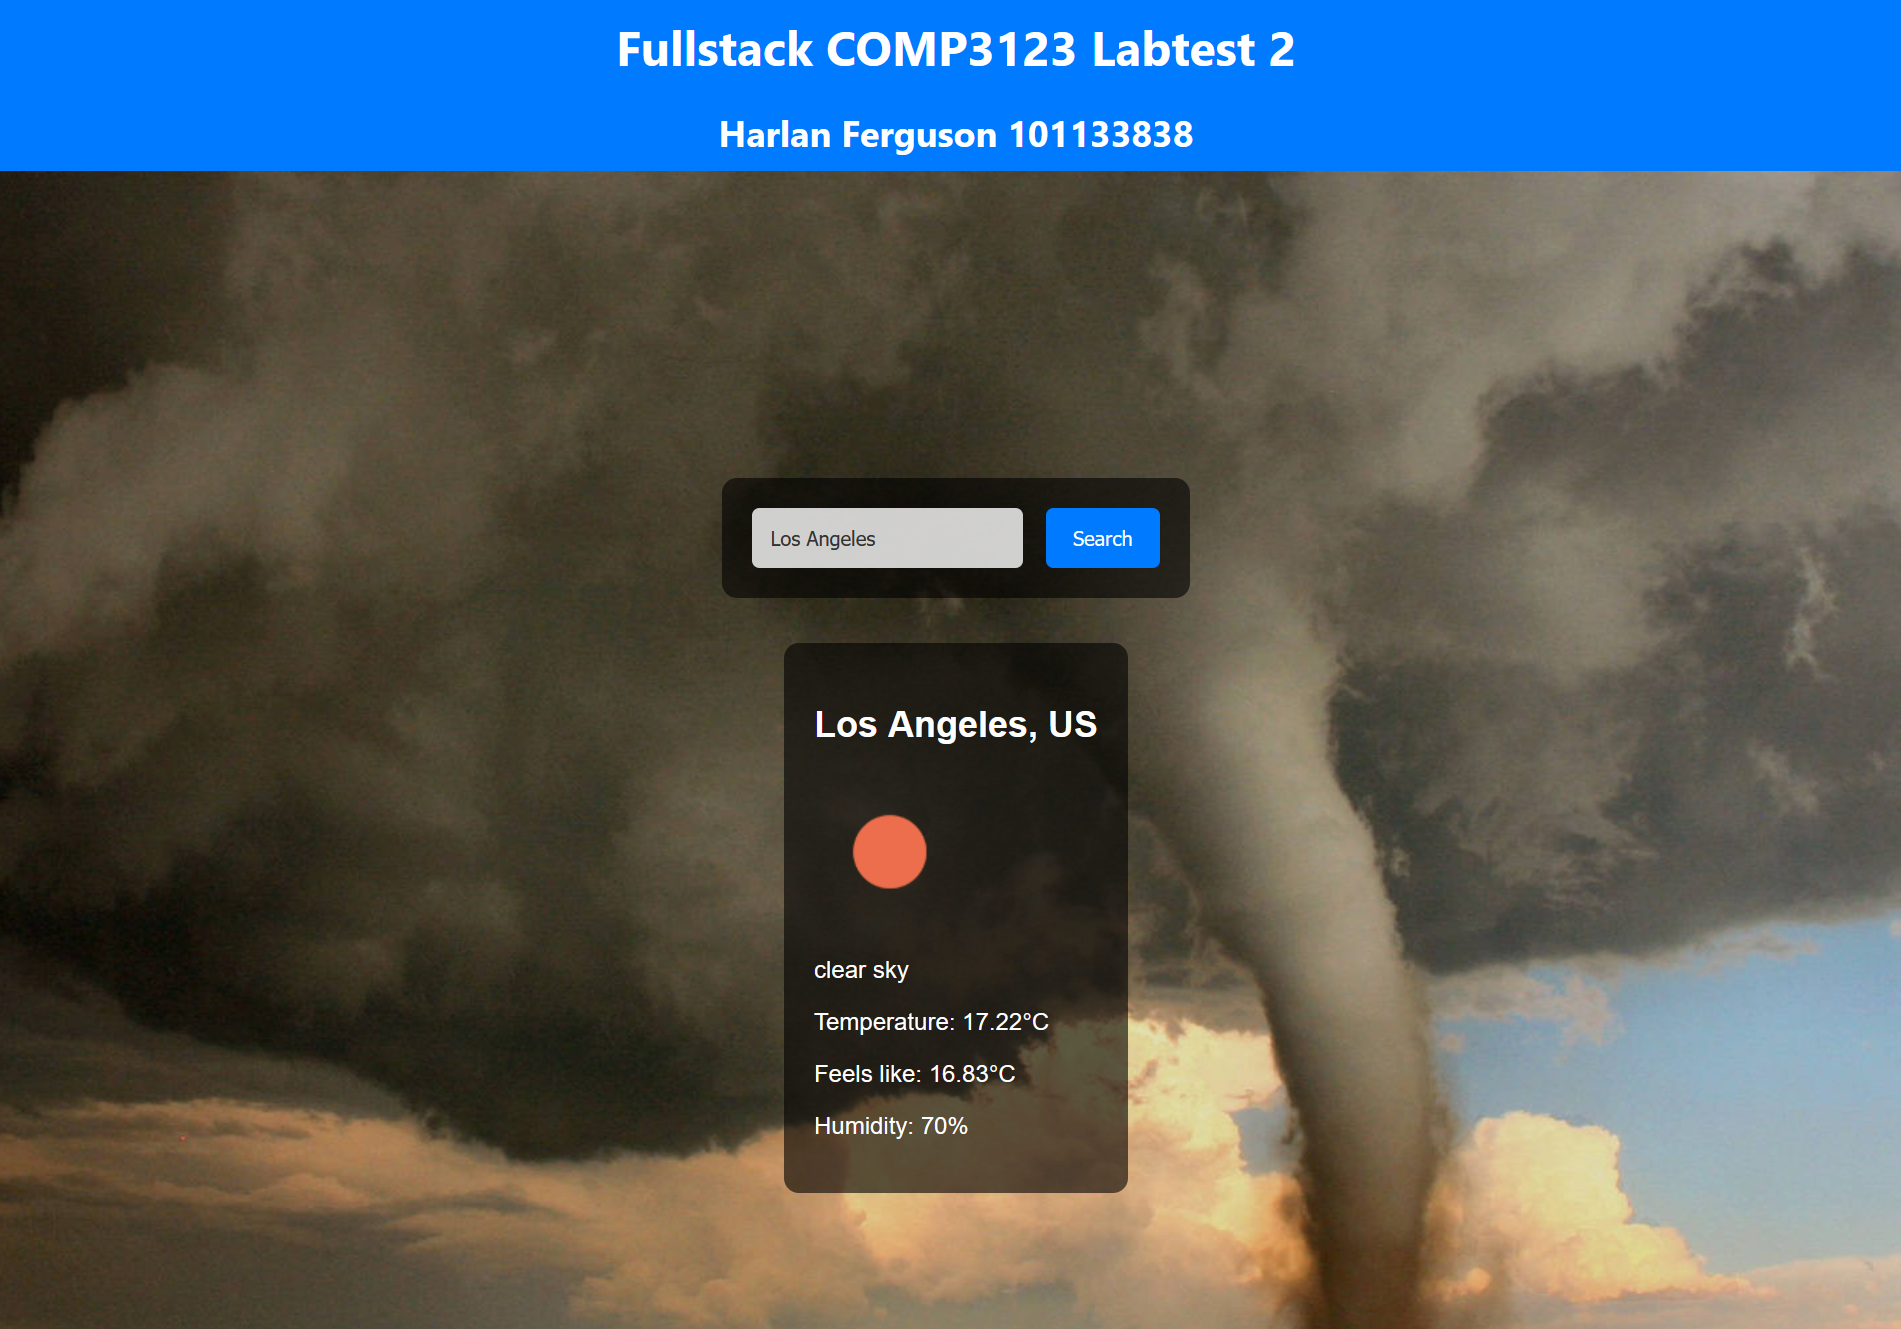 Fullstack COMP3123 Labtest 2
Harlan Ferguson 101133838
Los Angeles
Search
Los Angeles, US
clear sky
Temperature: 17.22°C
Feels like: 16.83°C
Humidity: 70%